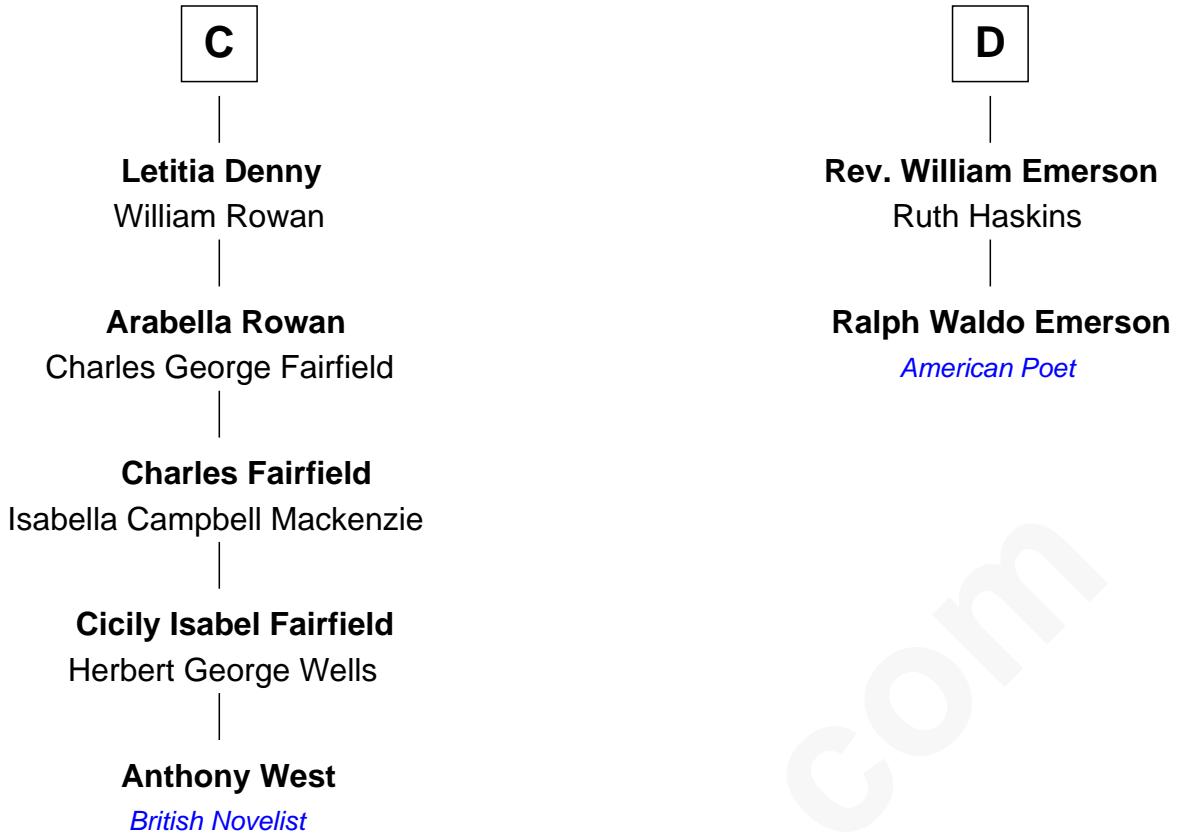 C
Letitia Denny
William Rowan
Arabella Rowan
Charles George Fairfield
Charles Fairfield
Isabella Campbell Mackenzie
Cicily Isabel Fairfield
Herbert George Wells
Anthony West
British Novelist
D
Rev. William Emerson
Ruth Haskins
Ralph Waldo Emerson
American Poet
com